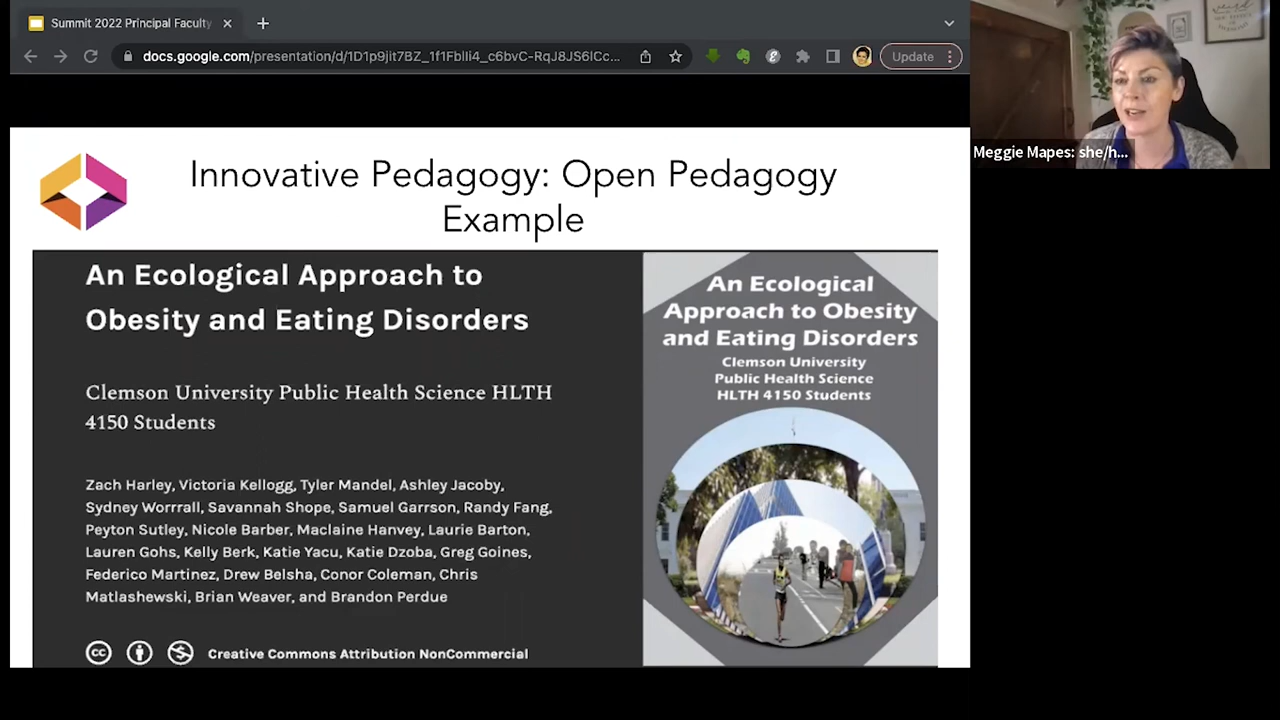 Summit 2022 Principal Faculty
docs.google.com/presentation/d/1D1p9jit7BZ_1f1Fblli4_c6bvC-RqJ8JS6lCc...
Update
Meggie Mapes: she/h...
Innovative Pedagogy: Open Pedagogy
Example
An Ecological Approach to
Obesity and Eating Disorders
Clemson University Public Health Science HLTH
4150 Students
Zach Harley, Victoria Kellogg, Tyler Mandel, Ashley Jacoby,
Sydney Worrrall, Savannah Shope, Samuel Garrson, Randy Fang,
Peyton Sutley, Nicole Barber, Maclaine Hanvey, Laurie Barton,
Lauren Gohs, Kelly Berk, Katie Yacu, Katie Dzoba, Greg Goines,
Federico Martinez, Drew Belsha, Conor Coleman, Chris
Matlashewski, Brian Weaver, and Brandon Perdue
cc
Creative Commons Attribution NonCommercial
An Ecological
Approach to Obesity
and Eating Disorders
Clemson University
Public Health Science
HLTH 4150 Students